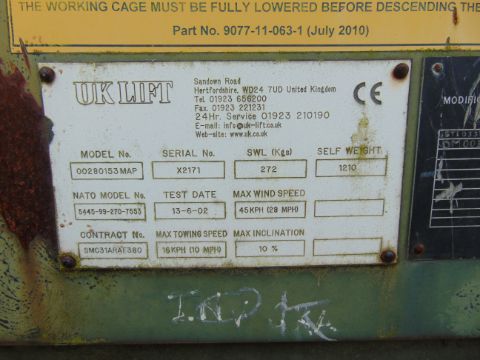 THE WORKING CAGE MUST BE FULLY LOWERED BEFORE DESCENDING THE
Part No. 9077-11-063-1 (July 2010)
UK LIFT
Sandown Road
Hertfordshire, WD24 7UD United Kingdom
Tel. 01923 656200
Fax. 01923 221231
24Hr. Service 01923 210190
E-mail: info@uk-lift.co.uk
Web-site: www.uk.co.uk
CE
MODEL No. SERIAL No. SWL (Kgs) SELF WEIGHT
00280153MAP X2171 272 1210
NATO MODEL No. TEST DATE MAX WIND SPEED
5445-99-270-7553 13-6-02 45KPH (28 MPH)
CONTRACT No. MAX TOWING SPEED MAX INCLINATION
SMC31ARAE380 16KPH (10 MPH) 10 %
MODIFIC